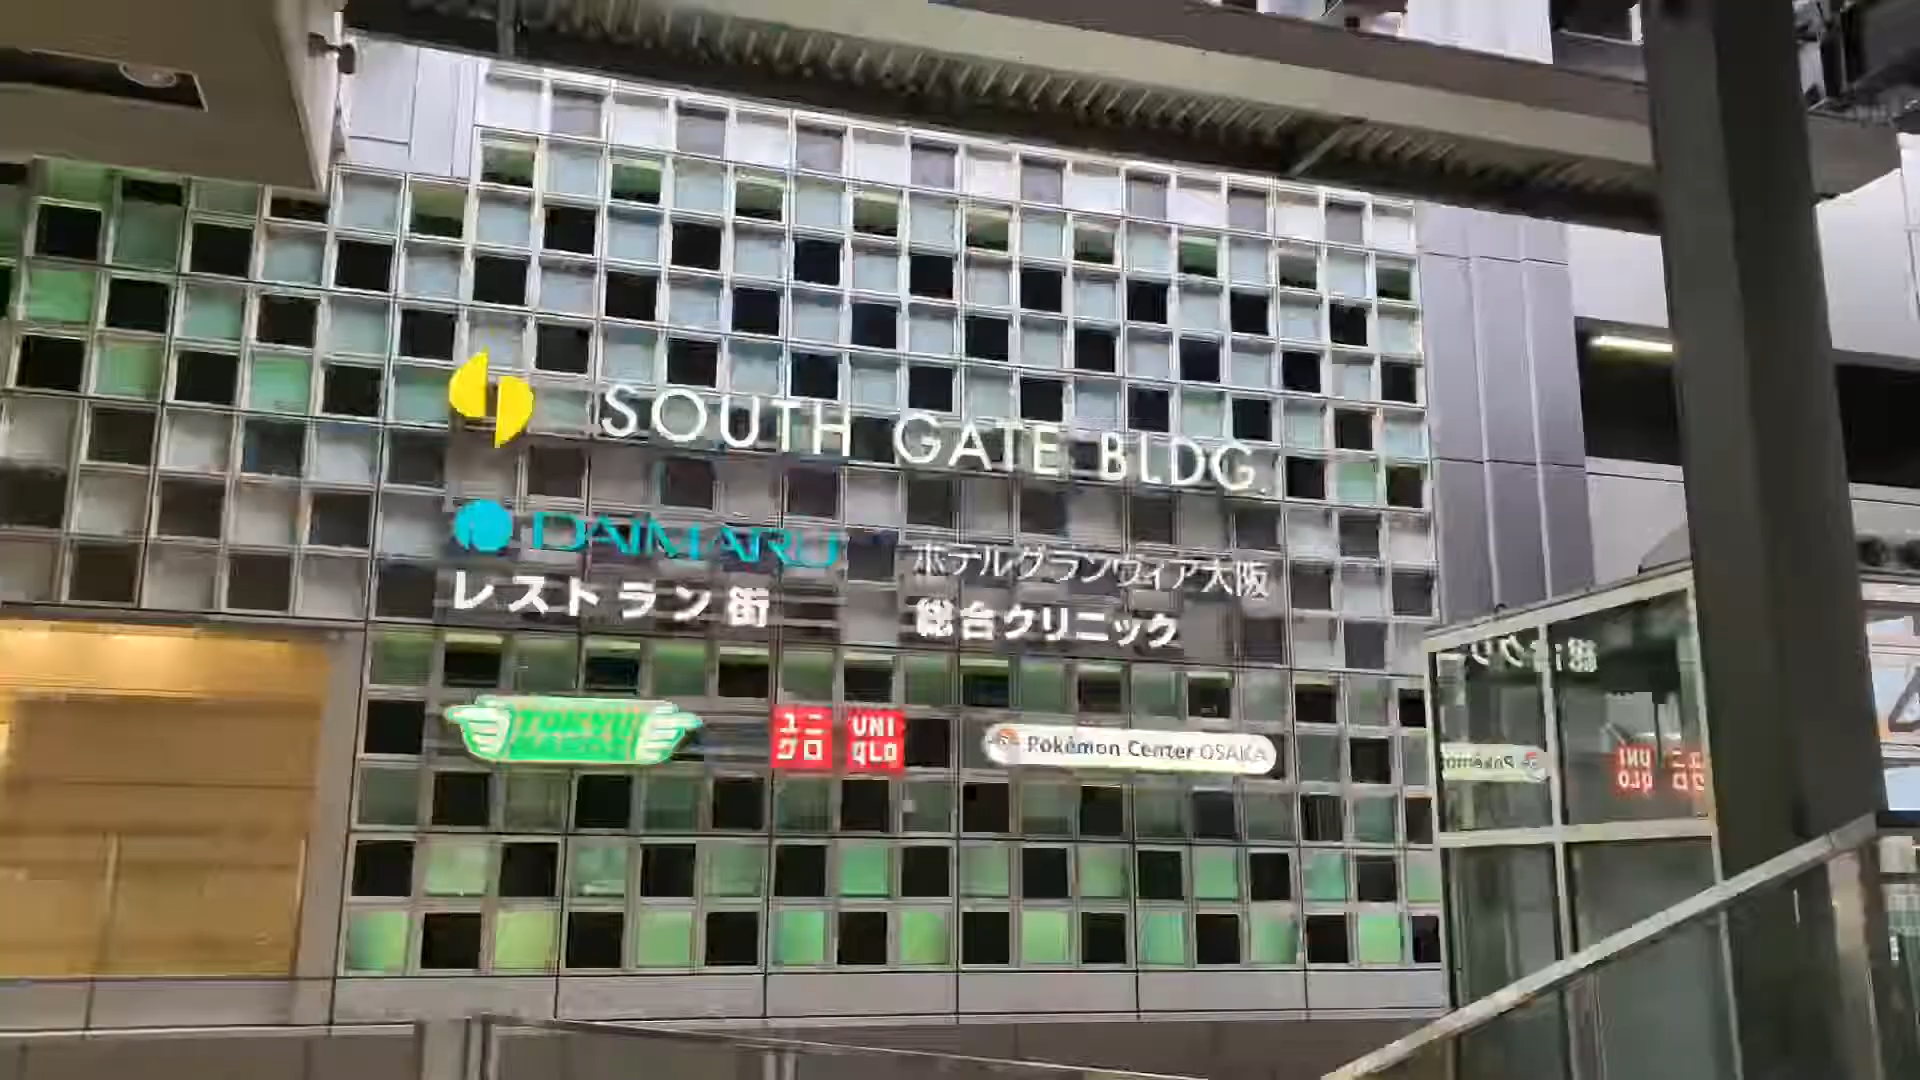 SOUTH GATE BLDG.
DAIMARU
ホテルグランヴィア大阪
レストラン街
総合クリニック
TOKYU
ユニクロ
UNIQLO
Pokémon Center OSAKA